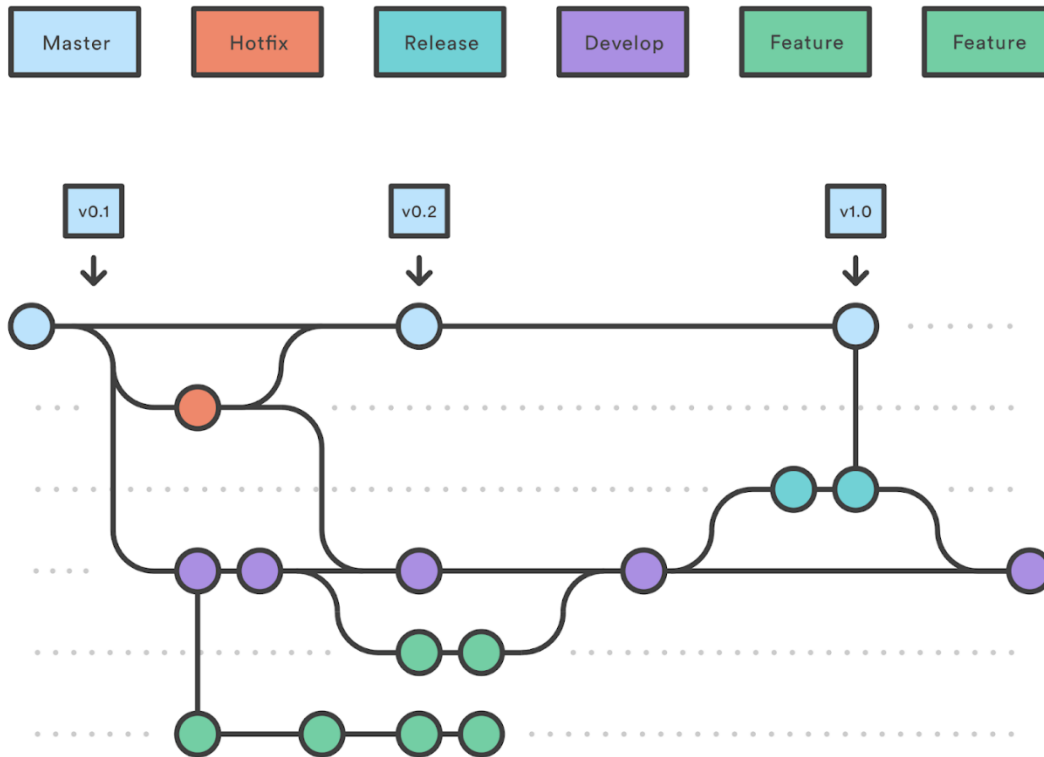 Master
Hotfix
Release
Develop
Feature
Feature
v0.1
v0.2
v1.0